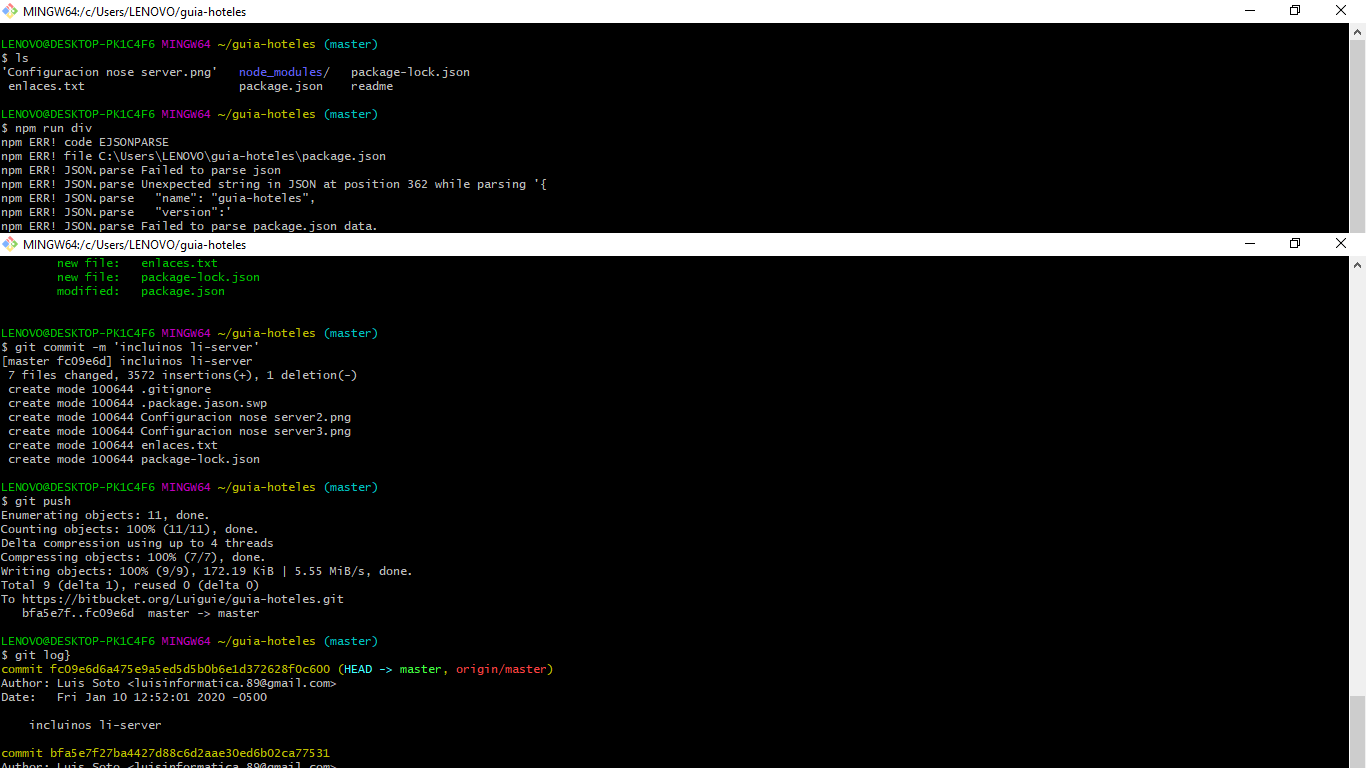 MINGW64:/c/Users/LENOVO/guia-hoteles
LENOVO@DESKTOP-PK1C4F6 MINGW64 ~/guia-hoteles (master)
$ ls
'Configuracion nose server.png'   node_modules/   package-lock.json
 enlaces.txt                      package.json    readme
LENOVO@DESKTOP-PK1C4F6 MINGW64 ~/guia-hoteles (master)
$ npm run div
npm ERR! code EJSONPARSE
npm ERR! file C:\Users\LENOVO\guia-hoteles\package.json
npm ERR! JSON.parse Failed to parse json
npm ERR! JSON.parse Unexpected string in JSON at position 362 while parsing '{
npm ERR! JSON.parse   "name": "guia-hoteles",
npm ERR! JSON.parse   "version":'
npm ERR! JSON.parse Failed to parse package.json data.
MINGW64:/c/Users/LENOVO/guia-hoteles
        new file:   enlaces.txt
        new file:   package-lock.json
        modified:   package.json
LENOVO@DESKTOP-PK1C4F6 MINGW64 ~/guia-hoteles (master)
$ git commit -m 'incluinos li-server'
[master fc09e6d] incluinos li-server
 7 files changed, 3572 insertions(+), 1 deletion(-)
 create mode 100644 .gitignore
 create mode 100644 .package.jason.swp
 create mode 100644 Configuracion nose server2.png
 create mode 100644 Configuracion nose server3.png
 create mode 100644 enlaces.txt
 create mode 100644 package-lock.json
LENOVO@DESKTOP-PK1C4F6 MINGW64 ~/guia-hoteles (master)
$ git push
Enumerating objects: 11, done.
Counting objects: 100% (11/11), done.
Delta compression using up to 4 threads
Compressing objects: 100% (7/7), done.
Writing objects: 100% (9/9), 172.19 KiB | 5.55 MiB/s, done.
Total 9 (delta 1), reused 0 (delta 0)
To https://bitbucket.org/Luiguie/guia-hoteles.git
   bfa5e7f..fc09e6d  master -> master
LENOVO@DESKTOP-PK1C4F6 MINGW64 ~/guia-hoteles (master)
$ git log}
commit fc09e6d6a475e9a5ed5d5b0b6e1d372628f0c600 (HEAD -> master, origin/master)
Author: Luis Soto <luisinformatica.89@gmail.com>
Date:   Fri Jan 10 12:52:01 2020 -0500
    incluinos li-server
commit bfa5e7f27ba4427d88c6d2aae30ed6b02ca77531
Author: Luis Soto <luisinformatica.89@gmail.com>